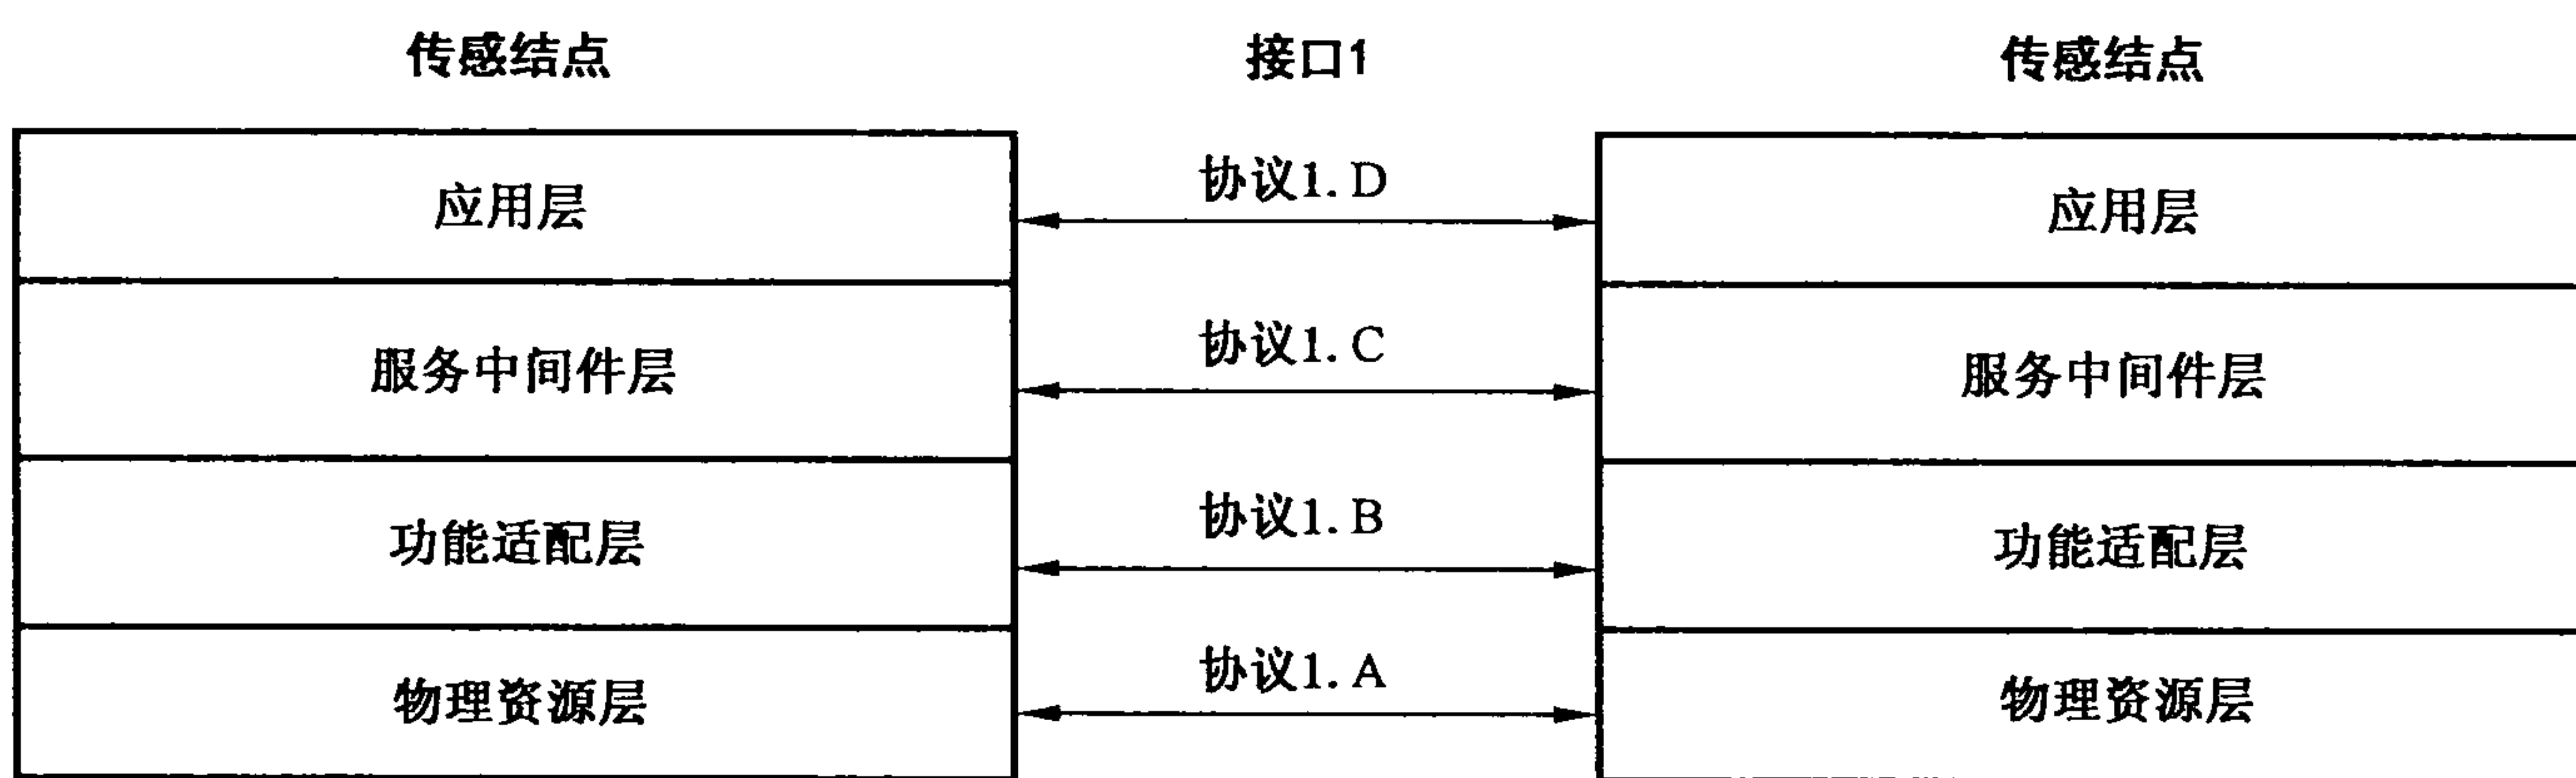 传感结点 接口1 传感结点
协议1. D
应用层 应用层
协议1. C
服务中间件层 服务中间件层
协议1. B
功能适配层 功能适配层
协议1. A
物理资源层 物理资源层